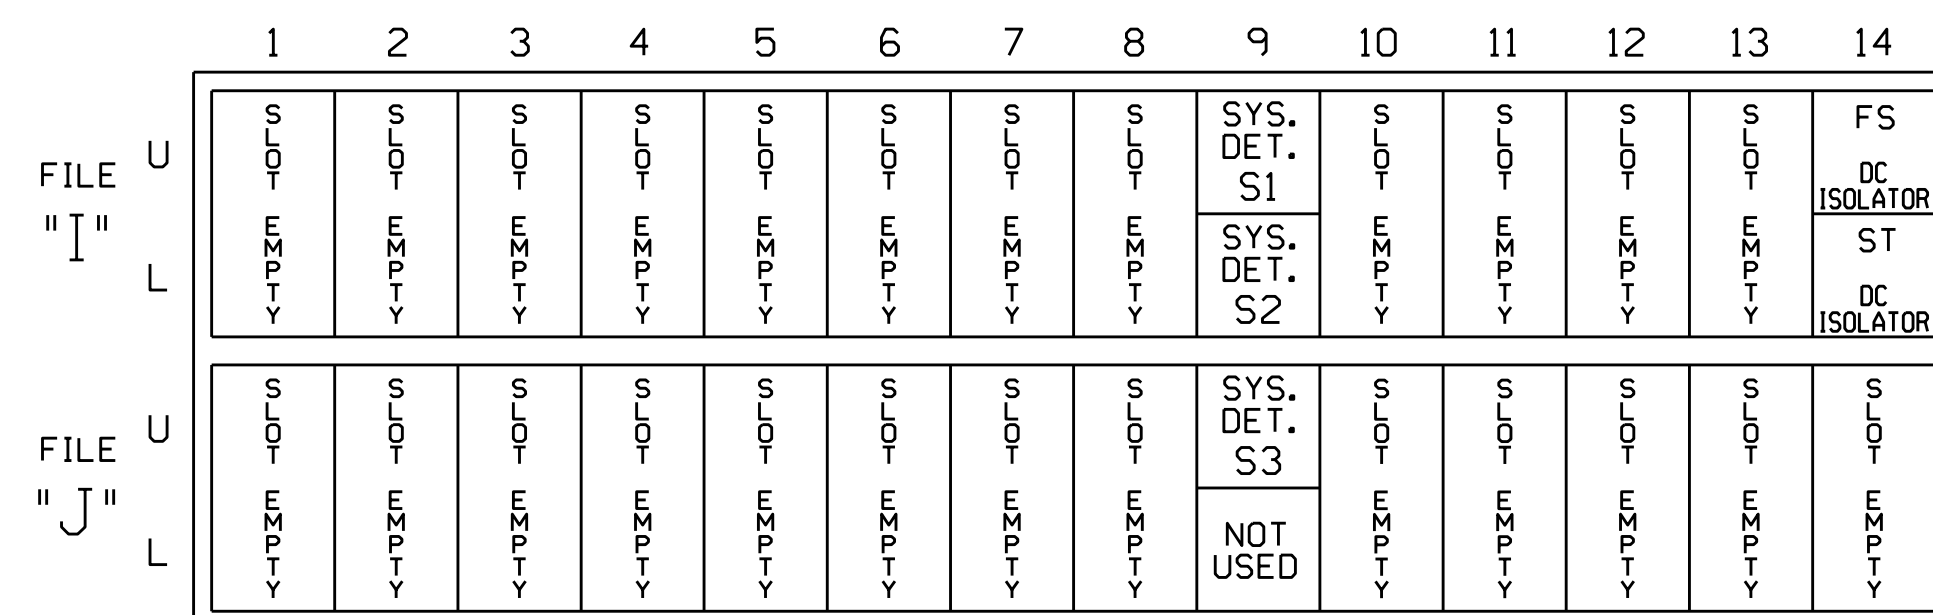 1 2 3 4 5 6 7 8 9 10 11 12 13 14
FILE "I"
U
L
SLOT EMPTY
SLOT EMPTY
SLOT EMPTY
SLOT EMPTY
SLOT EMPTY
SLOT EMPTY
SLOT EMPTY
SLOT EMPTY
SYS.
DET.
S1
SYS.
DET.
S2
SLOT EMPTY
SLOT EMPTY
SLOT EMPTY
SLOT EMPTY
FS
DC
ISOLATOR
ST
DC
ISOLATOR
FILE "J"
U
L
SLOT EMPTY
SLOT EMPTY
SLOT EMPTY
SLOT EMPTY
SLOT EMPTY
SLOT EMPTY
SLOT EMPTY
SLOT EMPTY
SYS.
DET.
S3
NOT
USED
SLOT EMPTY
SLOT EMPTY
SLOT EMPTY
SLOT EMPTY
SLOT EMPTY